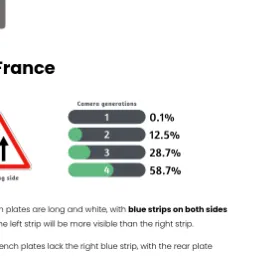 France
Camera generations
1 0.1%
2 12.5%
3 28.7%
4 58.7%
side
plates are long and white, with blue strips on both sides
left strip will be more visible than the right strip.
plates lack the right blue strip, with the rear plate